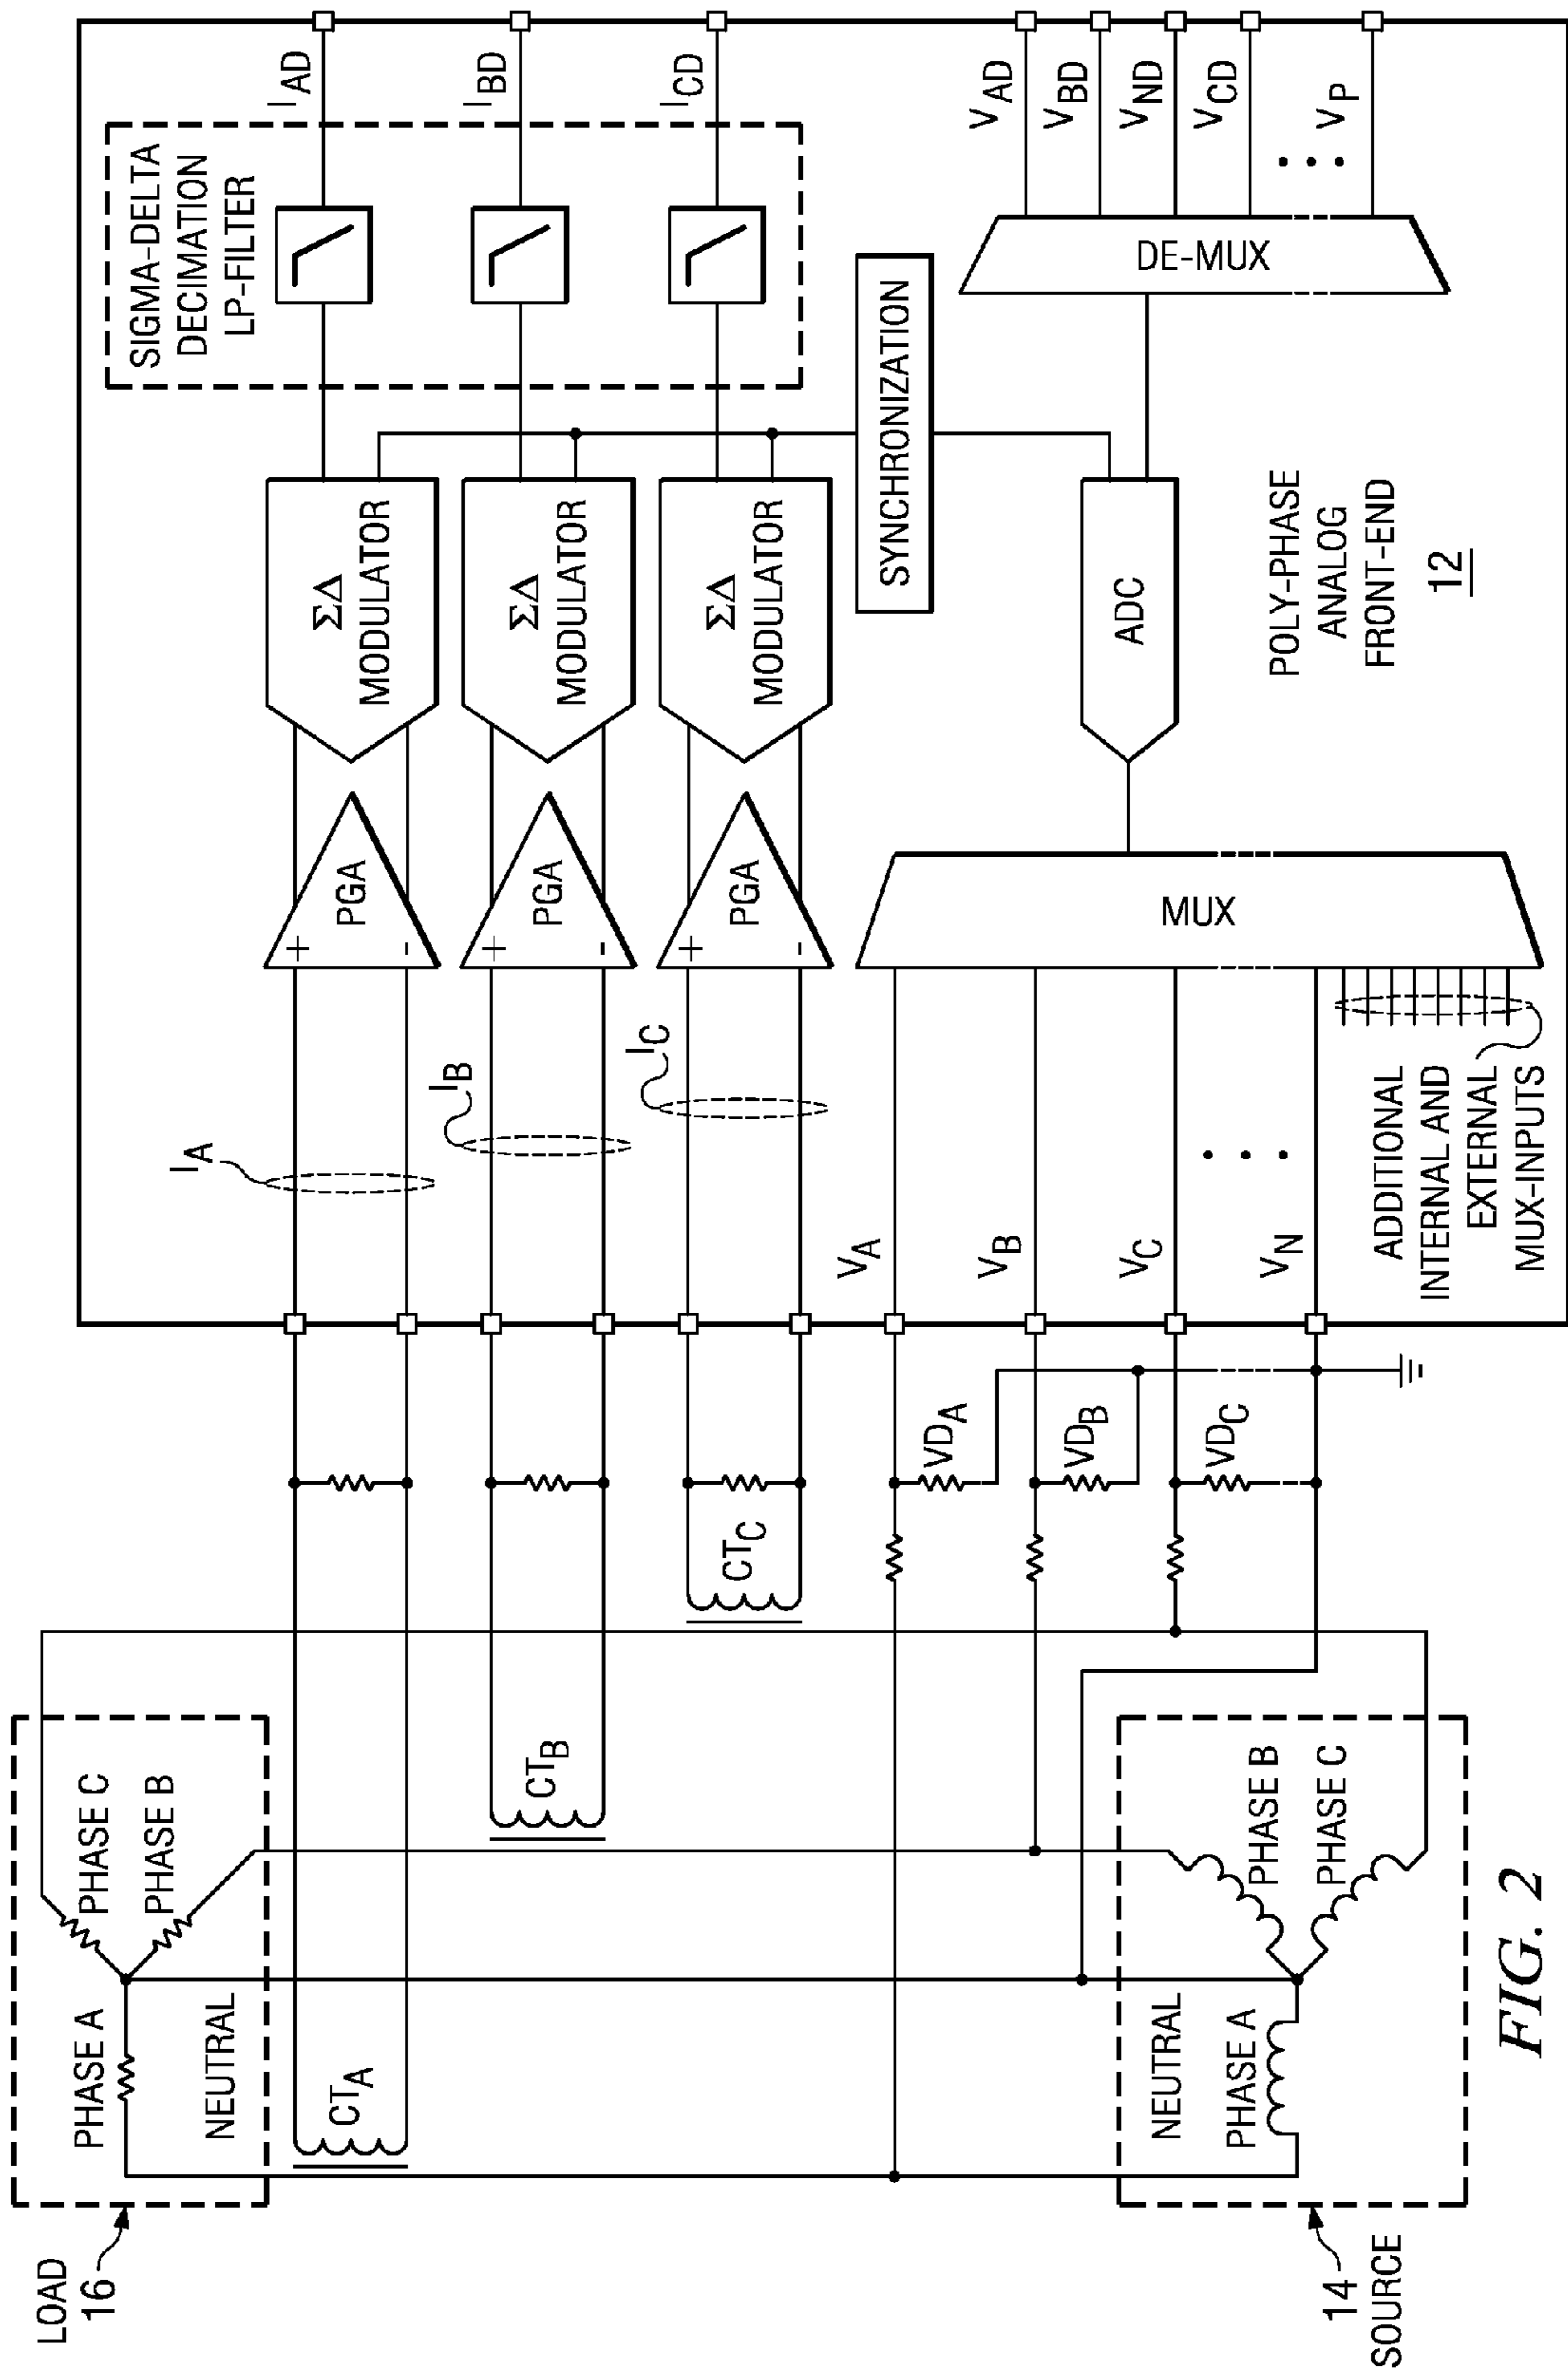 LOAD
16
PHASE A
PHASE C
PHASE B
NEUTRAL
CT_A
CT_B
CT_C
I_A
I_B
I_C
+
PGA
-
+
PGA
-
+
PGA
-
ΣΔ
MODULATOR
ΣΔ
MODULATOR
ΣΔ
MODULATOR
SIGMA-DELTA
DECIMATION
LP-FILTER
I_AD
I_BD
I_CD
SYNCHRONIZATION
VD_A
VD_B
VD_C
V_A
V_B
V_C
V_N
MUX
ADC
DE-MUX
V_AD
V_BD
V_ND
V_CD
V_P
ADDITIONAL
INTERNAL AND
EXTERNAL
MUX-INPUTS
POLY-PHASE
ANALOG
FRONT-END
12
NEUTRAL
PHASE A
PHASE B
PHASE C
14
SOURCE
FIG. 2